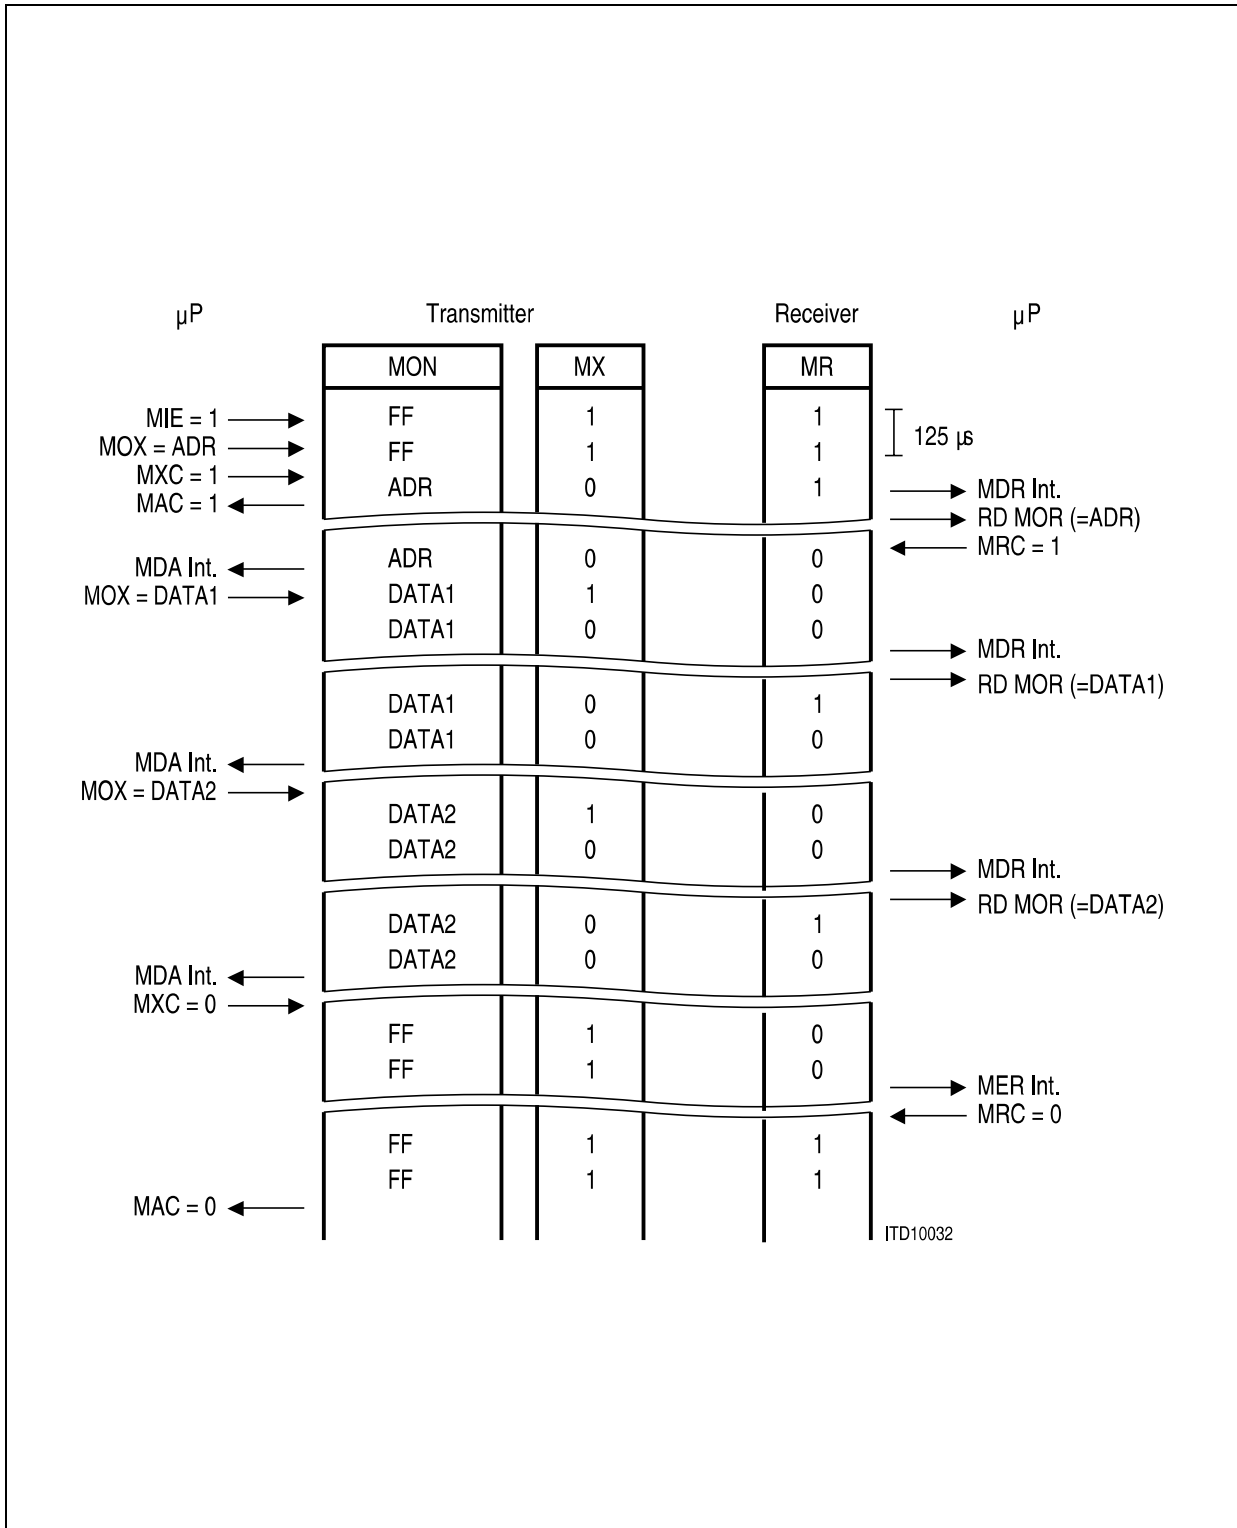 µP Transmitter Receiver µP
MON MX MR
MIE = 1 FF 1 1
125 µs
MOX = ADR FF 1 1
MXC = 1
ADR 0 1 MDR Int.
MAC = 1
RD MOR (=ADR)
MRC = 1
ADR 0 0
MDA Int.
MOX = DATA1 DATA1 1 0
DATA1 0 0
MDR Int.
RD MOR (=DATA1)
DATA1 0 1
DATA1 0 0
MDA Int.
MOX = DATA2
DATA2 1 0
DATA2 0 0
MDR Int.
RD MOR (=DATA2)
DATA2 0 1
DATA2 0 0
MDA Int.
MXC = 0
FF 1 0
FF 1 0
MER Int.
MRC = 0
FF 1 1
FF 1 1
MAC = 0
ITD10032